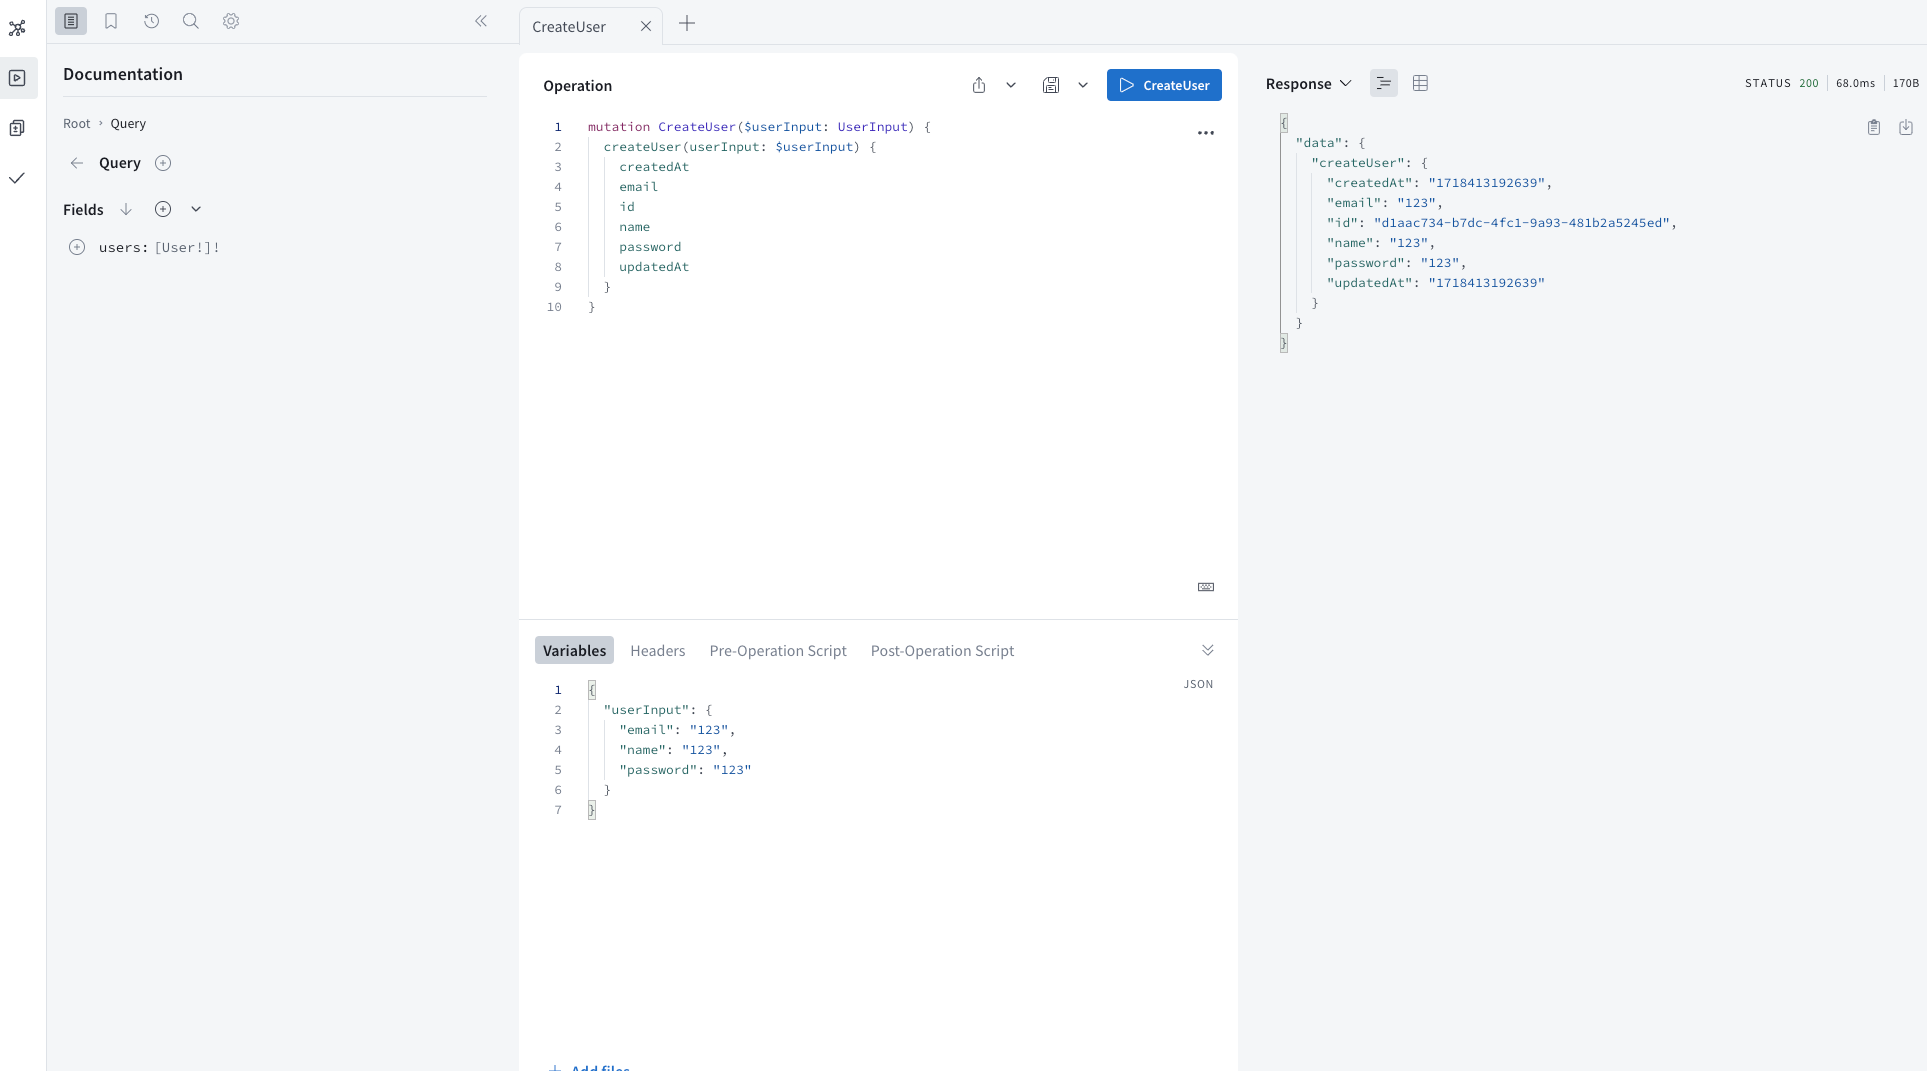 Documentation
Root › Query
Query
Fields
users: [User!]!
CreateUser
Operation
CreateUser
1 mutation CreateUser($userInput: UserInput) {
2 createUser(userInput: $userInput) {
3 createdAt
4 email
5 id
6 name
7 password
8 updatedAt
9 }
10 }
Variables Headers Pre-Operation Script Post-Operation Script
JSON
1 {
2 "userInput": {
3 "email": "123",
4 "name": "123",
5 "password": "123"
6 }
7 }
Add files
Response
STATUS 200 68.0ms 170B
{
"data": {
"createUser": {
"createdAt": "1718413192639",
"email": "123",
"id": "d1aac734-b7dc-4fc1-9a93-481b2a5245ed",
"name": "123",
"password": "123",
"updatedAt": "1718413192639"
}
}
}